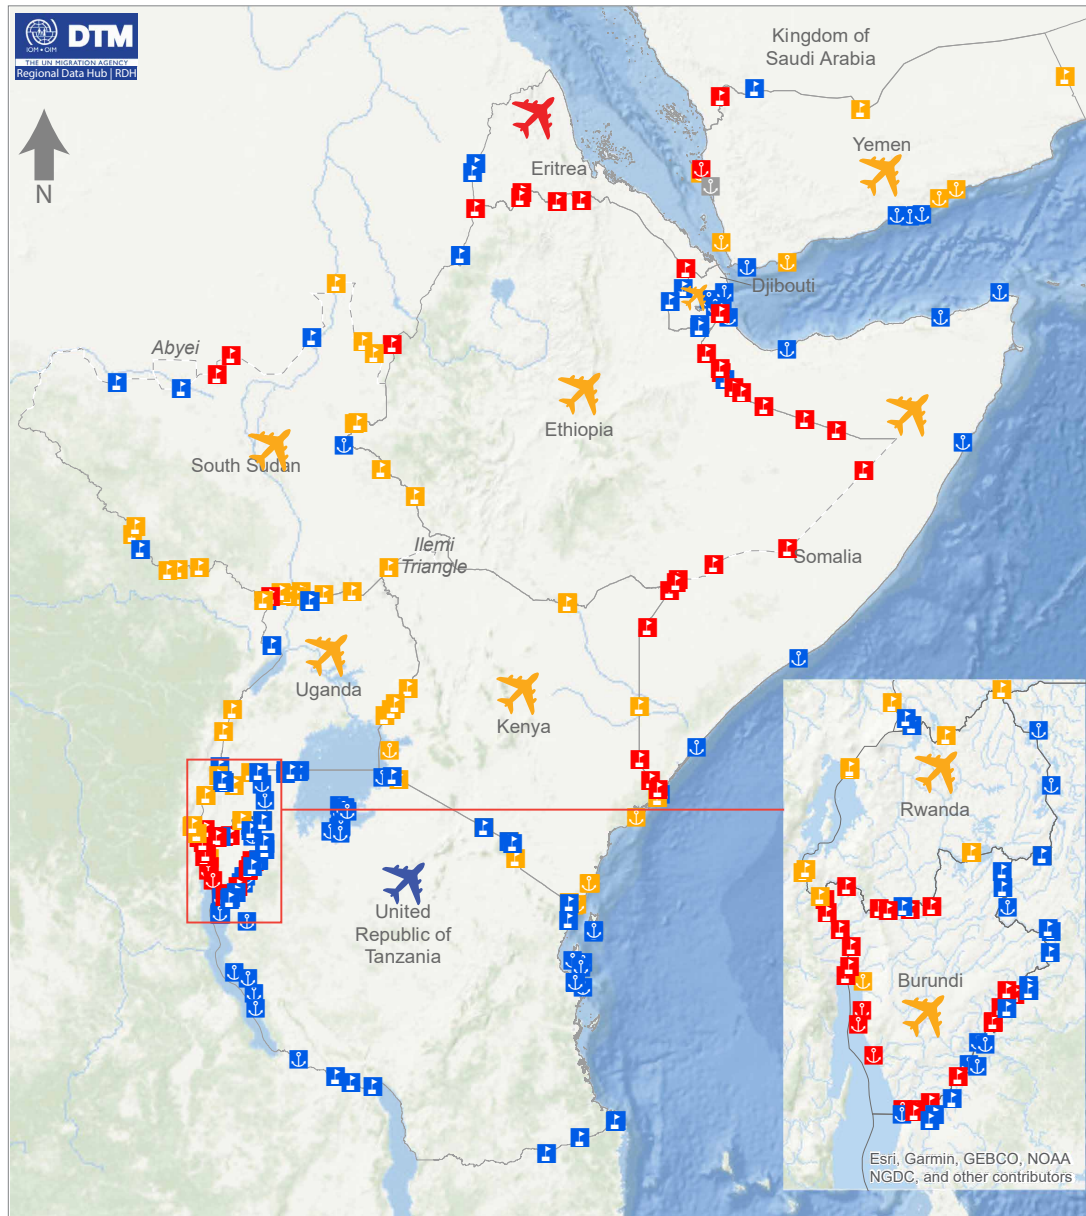 IOM • OIM
DTM
THE UN MIGRATION AGENCY
Regional Data Hub | RDH
N
Kingdom of
Saudi Arabia
Yemen
Eritrea
Djibouti
Abyei
Ethiopia
South Sudan
Ilemi
Triangle
Somalia
Uganda
Kenya
United
Republic of
Tanzania
Rwanda
Burundi
Esri, Garmin, GEBCO, NOAA
NGDC, and other contributors